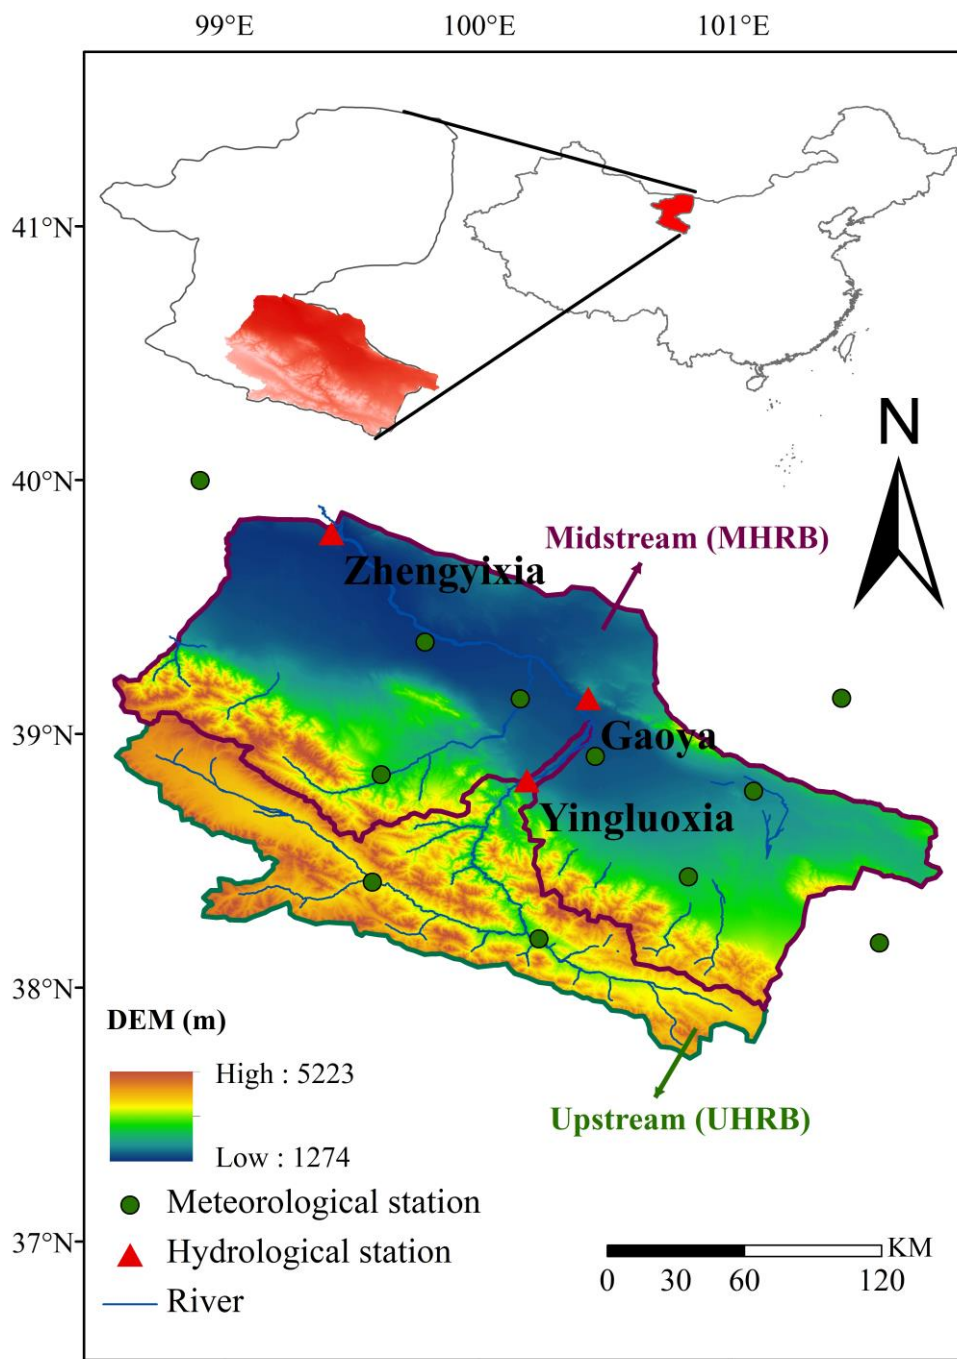 99°E 100°E 101°E
41°N
N
40°N
Midstream (MHRB)
Zhengyixia
39°N
Gaoya
Yingluoxia
38°N
DEM (m)
High : 5223
Low : 1274
Upstream (UHRB)
Meteorological station
37°N
Hydrological station
River
KM
0 30 60 120